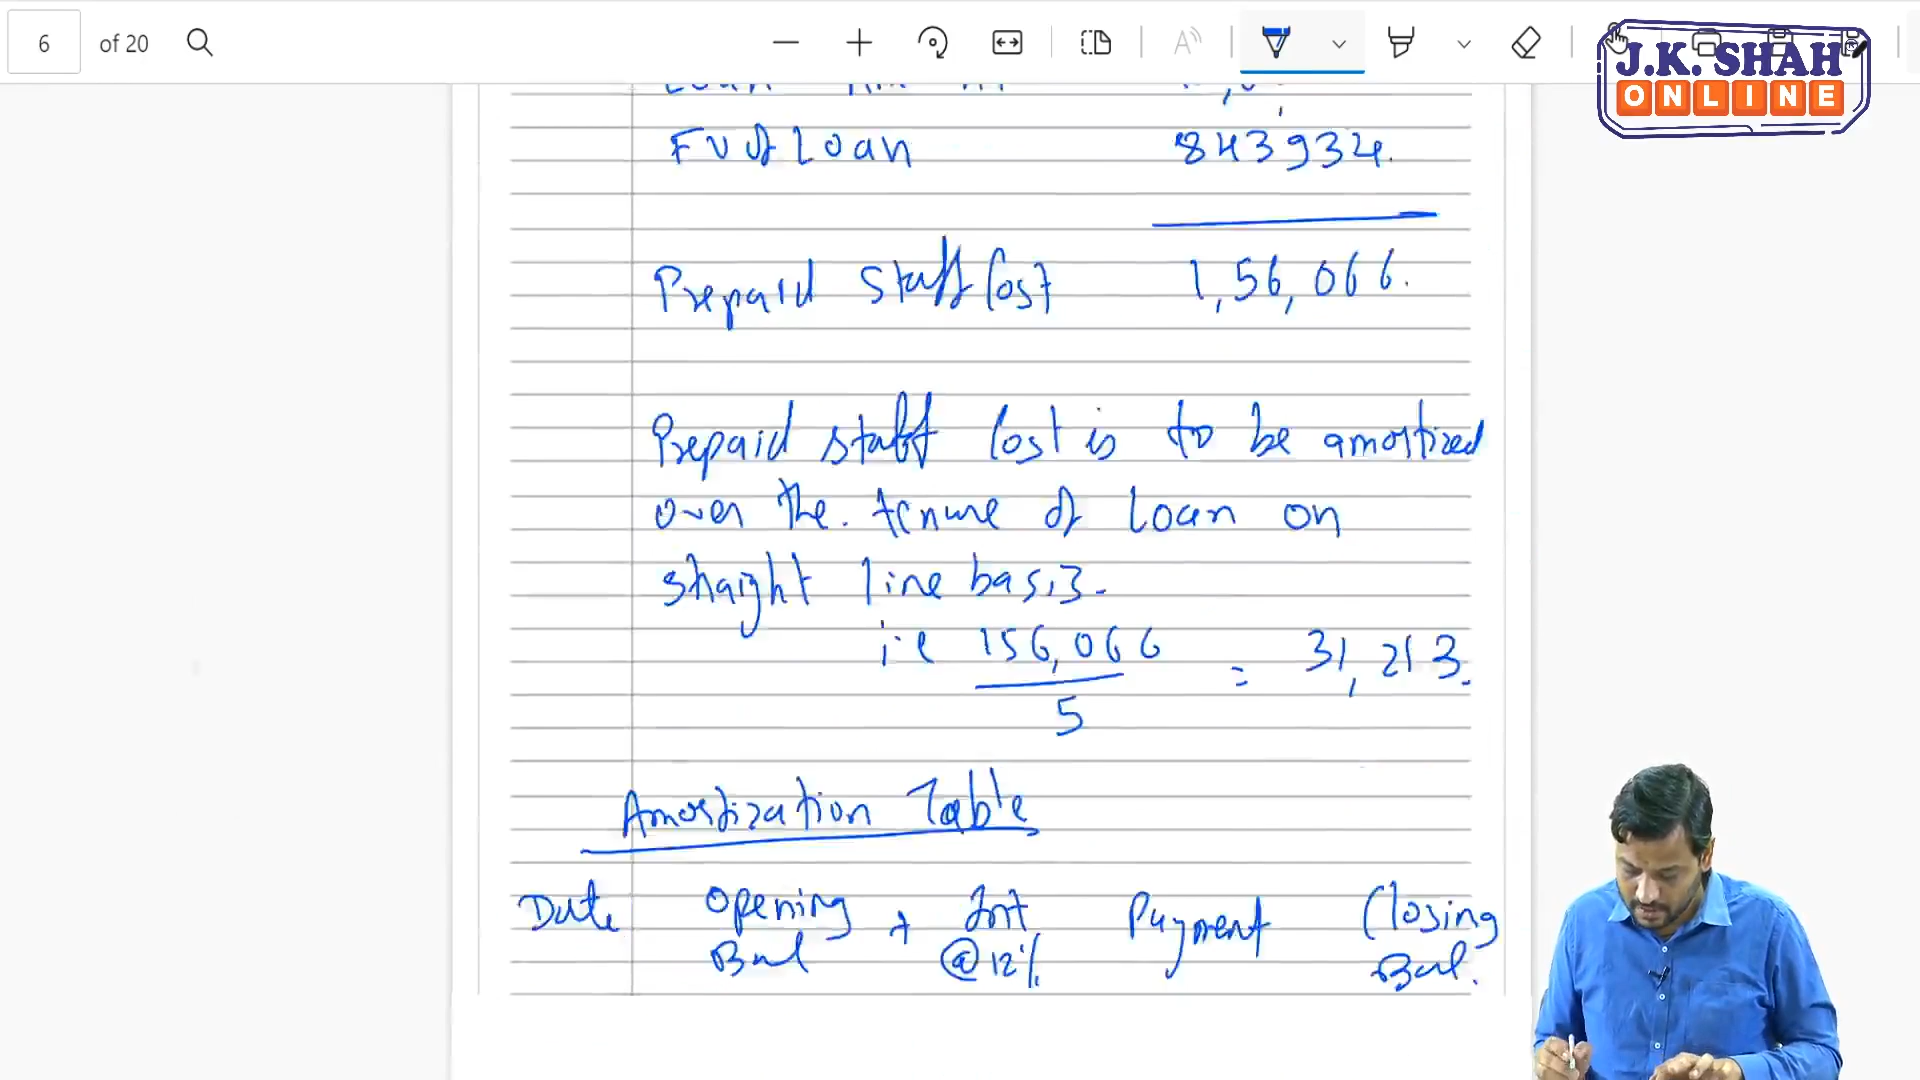 6 of 20
J.K. SHAH
ONLINE
Loan
FV of Loan 843934.
Prepaid staff Cost 1,56,066.
Prepaid staff Cost is to be amortized
over the. tenure of Loan on
straight line basis.
i.e 156,066 = 31,213.
5
Amortization Table
Date Opening + Int Payment Closing
Bal @12% Bal.